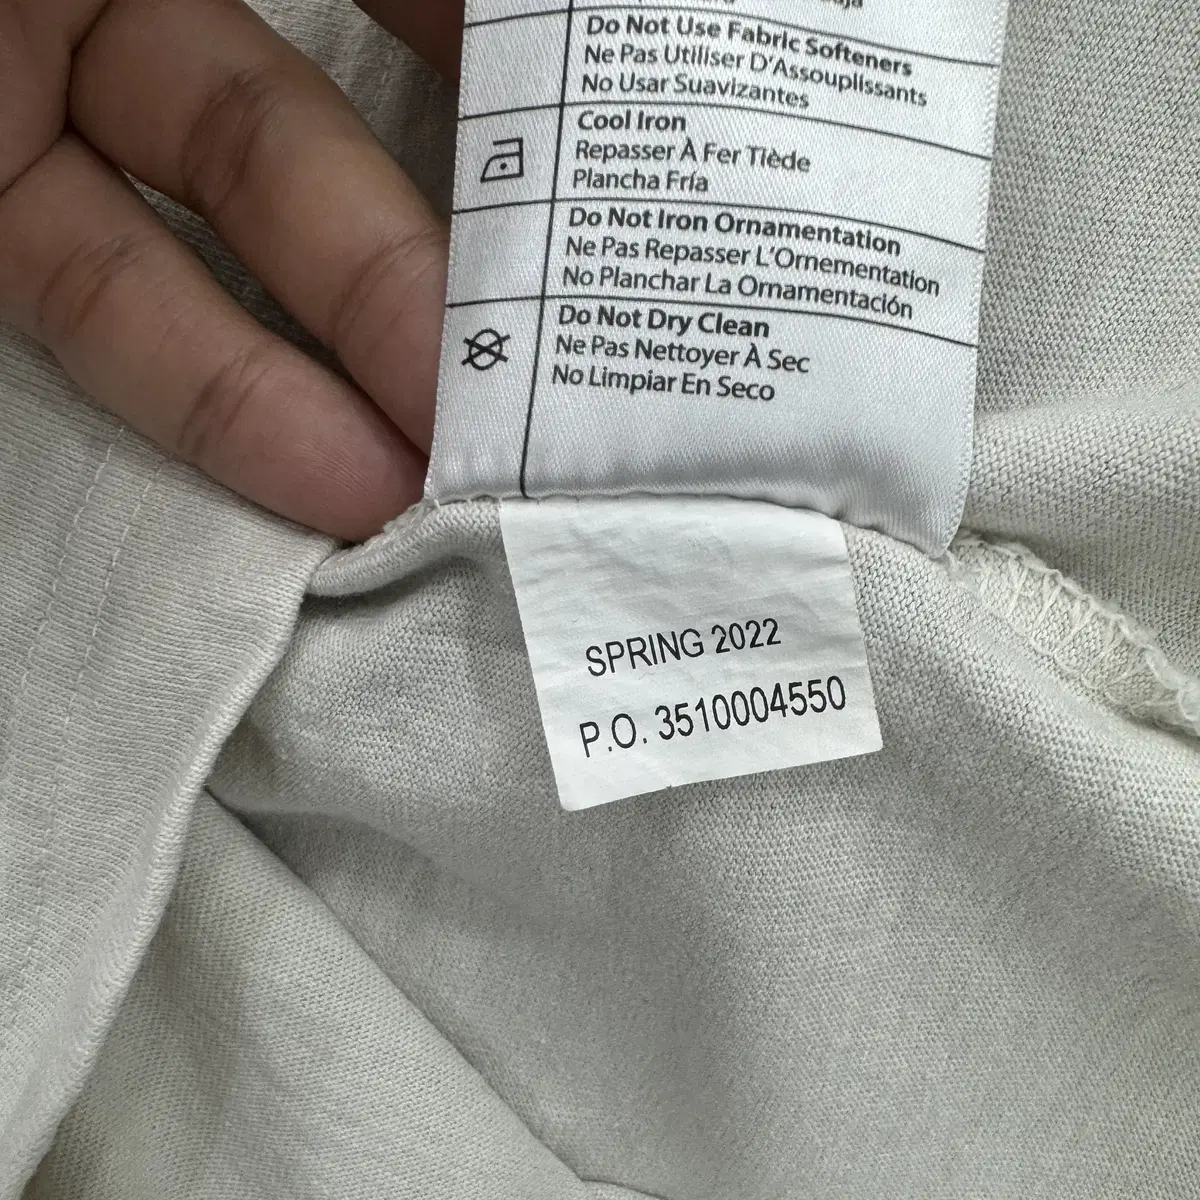 Do Not Use Fabric Softeners
Ne Pas Utiliser D'Assouplissants
No Usar Suavizantes
Cool Iron
Repasser À Fer Tiède
Plancha Fría
Do Not Iron Ornamentation
Ne Pas Repasser L'Ornementation
No Planchar La Ornamentación
Do Not Dry Clean
Ne Pas Nettoyer À Sec
No Limpiar En Seco
SPRING 2022
P.O. 3510004550